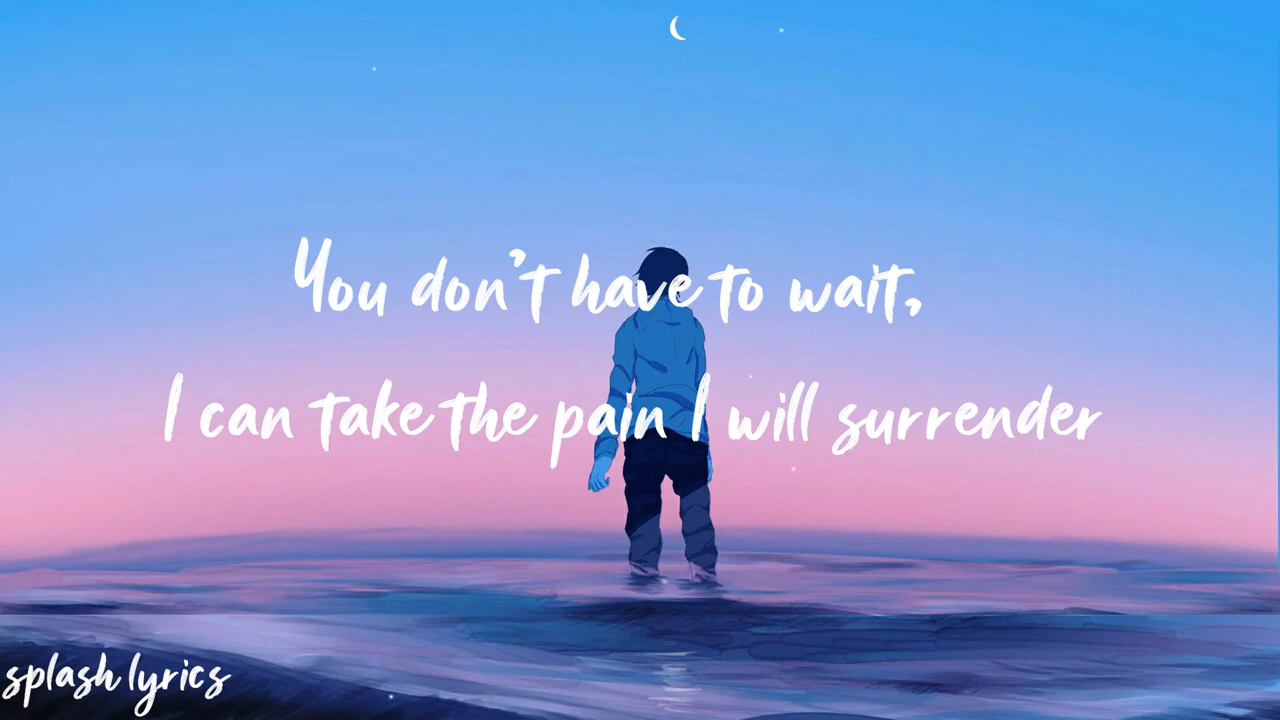 You don't have to wait,
I can take the pain I will surrender
splash lyrics